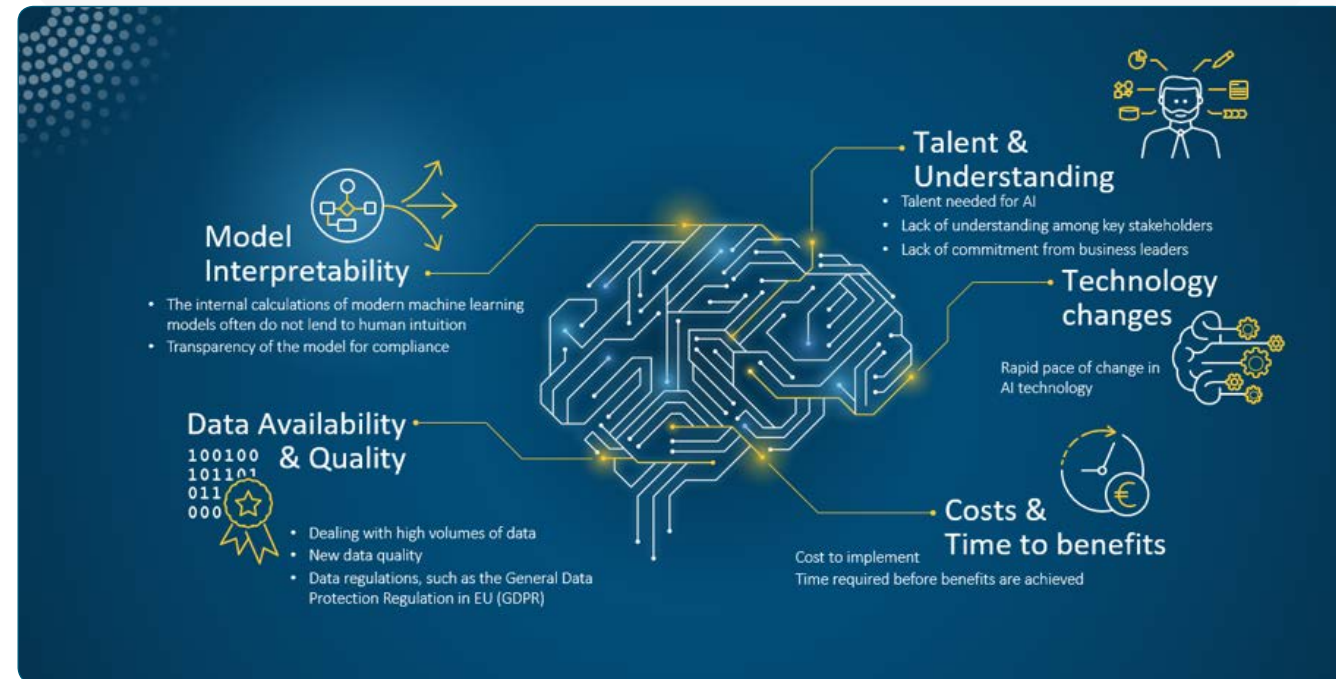 Model
Interpretability
• The internal calculations of modern machine learning
models often do not lend to human intuition
• Transparency of the model for compliance
Data Availability
& Quality
100100
101101
011
000
• Dealing with high volumes of data
• New data quality
• Data regulations, such as the General Data
Protection Regulation in EU (GDPR)
Talent &
Understanding
• Talent needed for AI
• Lack of understanding among key stakeholders
• Lack of commitment from business leaders
Technology
changes
Rapid pace of change in
AI technology
€
Costs &
Time to benefits
Cost to implement
Time required before benefits are achieved